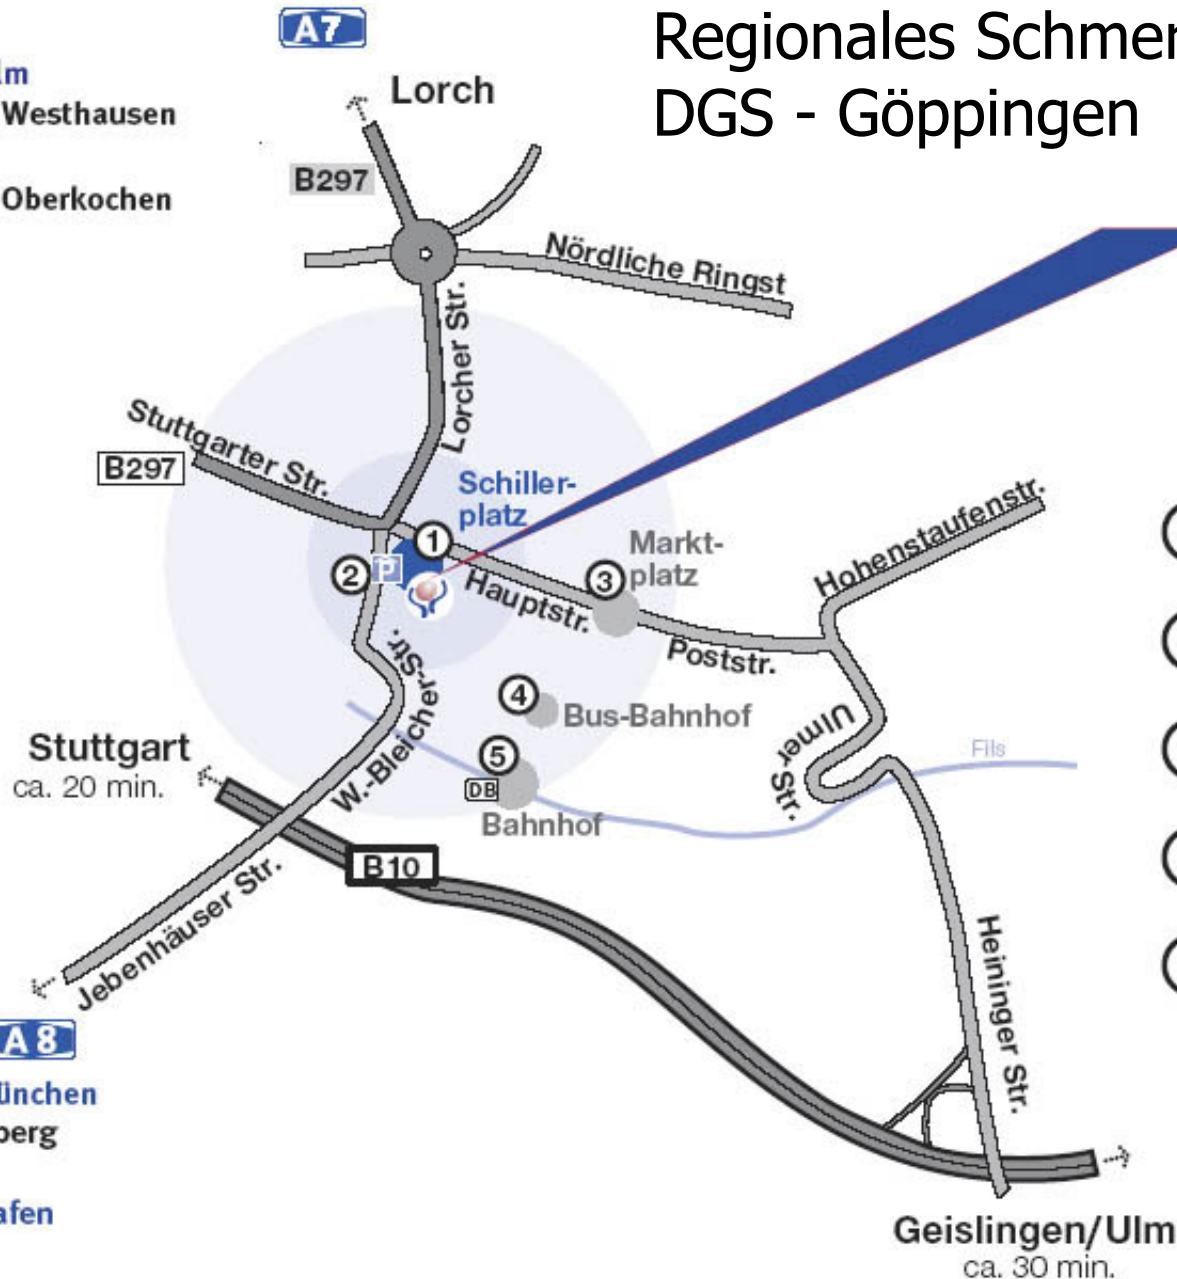 A7
Regionales Schmer
DGS - Göppingen
lm
Westhausen
Oberkochen
Lorch
B297
Nördliche Ringst
Lorcher Str.
Stuttgarter Str.
B297
Schiller-
platz
1
2
P
3
Markt-
platz
Hauptstr.
Hohenstaufenstr.
Poststr.
W.-Bleicher-Str.
4
Bus-Bahnhof
Ulmer
Str.
Fils
Stuttgart
ca. 20 min.
5
DB
Bahnhof
B10
Jebenhäuser Str.
Heininger Str.
A8
ünchen
berg
afen
Geislingen/Ulm
ca. 30 min.